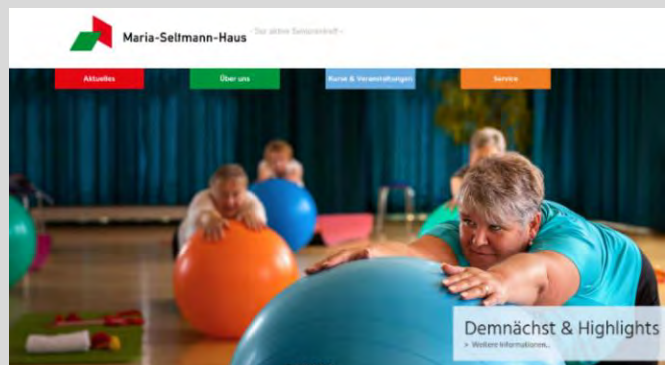 Maria-Seltmann-Haus - Der aktive Seniorentreff -
Aktuelles
Über uns
Kurse & Veranstaltungen
Service
Demnächst & Highlights
> Weitere Informationen...